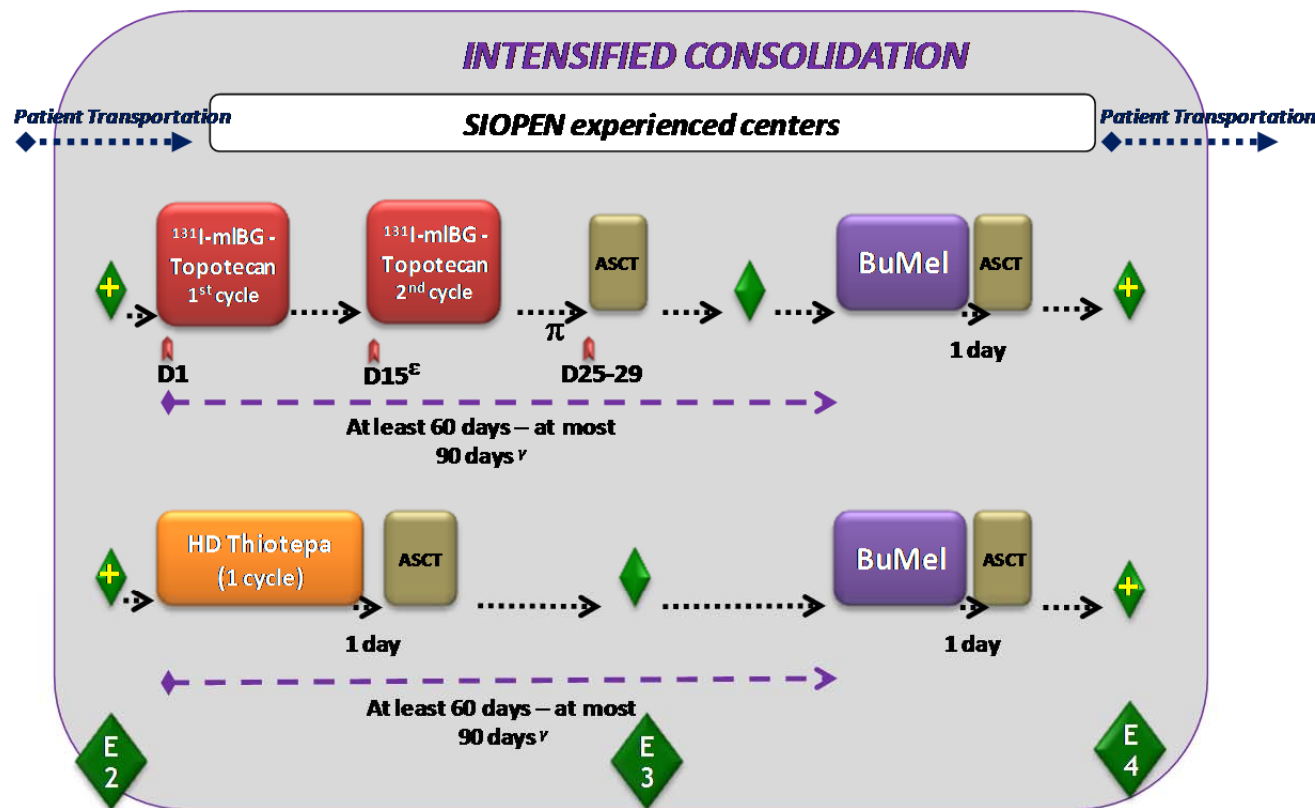 INTENSIFIED CONSOLIDATION
Patient Transportation
SIOPEN experienced centers
Patient Transportation
¹³¹I-mIBG -
Topotecan
1ˢᵗ cycle
¹³¹I-mIBG -
Topotecan
2ⁿᵈ cycle
ASCT
BuMel
ASCT
+
+
π
1 day
D1
D15ᵋ
D25-29
At least 60 days – at most
90 days ᵞ
HD Thiotepa
(1 cycle)
ASCT
BuMel
ASCT
+
+
1 day
1 day
At least 60 days – at most
90 days ᵞ
E
2
E
3
E
4